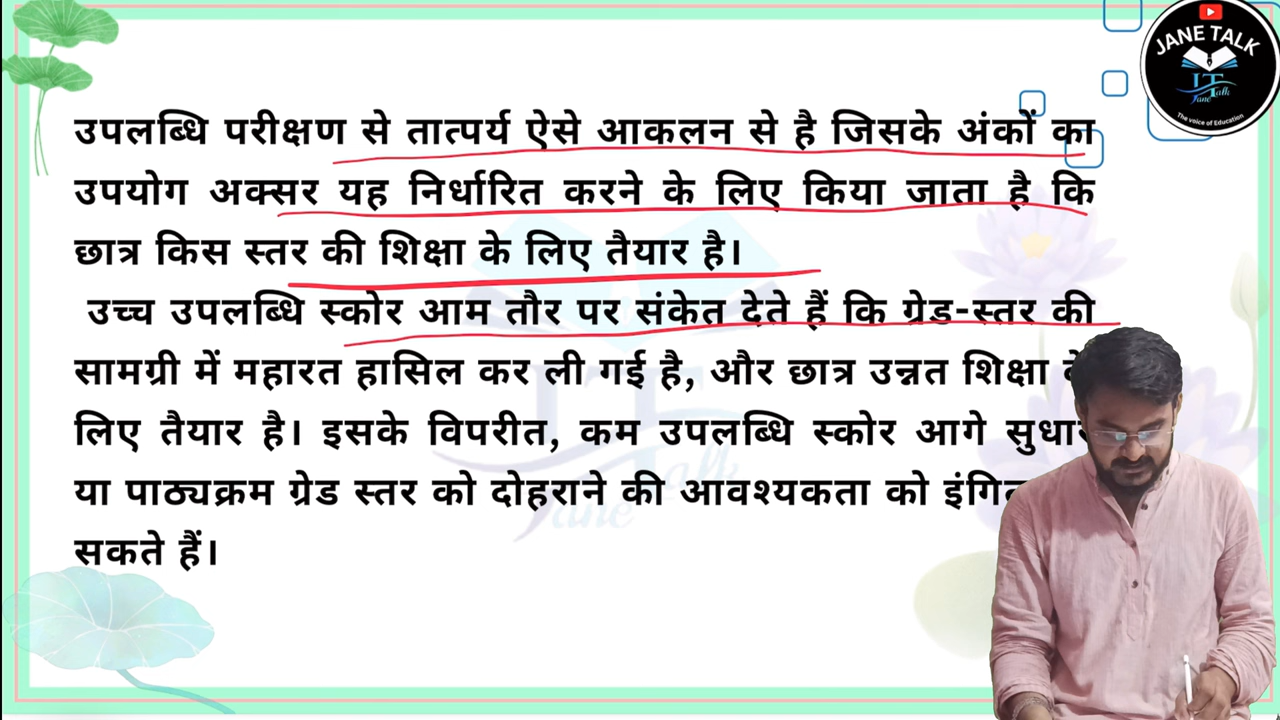 JANE TALK
The voice of Education
उपलब्धि परीक्षण से तात्पर्य ऐसे आकलन से है जिसके अंकों का
उपयोग अक्सर यह निर्धारित करने के लिए किया जाता है कि
छात्र किस स्तर की शिक्षा के लिए तैयार है।
उच्च उपलब्धि स्कोर आम तौर पर संकेत देते हैं कि ग्रेड-स्तर की
सामग्री में महारत हासिल कर ली गई है, और छात्र उन्नत शिक्षा
लिए तैयार है। इसके विपरीत, कम उपलब्धि स्कोर आगे
या पाठ्यक्रम ग्रेड स्तर को दोहराने की आवश्यकता को
सकते हैं।